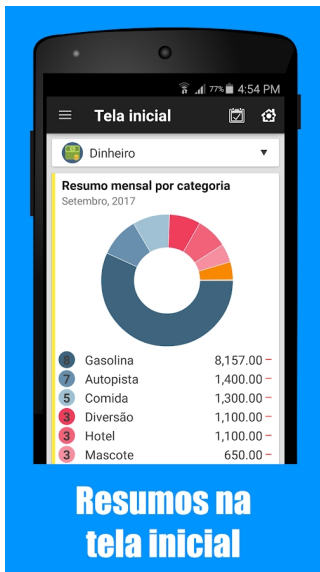 77% 4:54 PM
Tela inicial
Dinheiro
Resumo mensal por categoria
Setembro, 2017
8 Gasolina 8,157.00 −
7 Autopista 1,400.00 −
5 Comida 1,300.00 −
3 Diversão 1,100.00 −
3 Hotel 1,100.00 −
3 Mascote 650.00 −
Resumos na
tela inicial